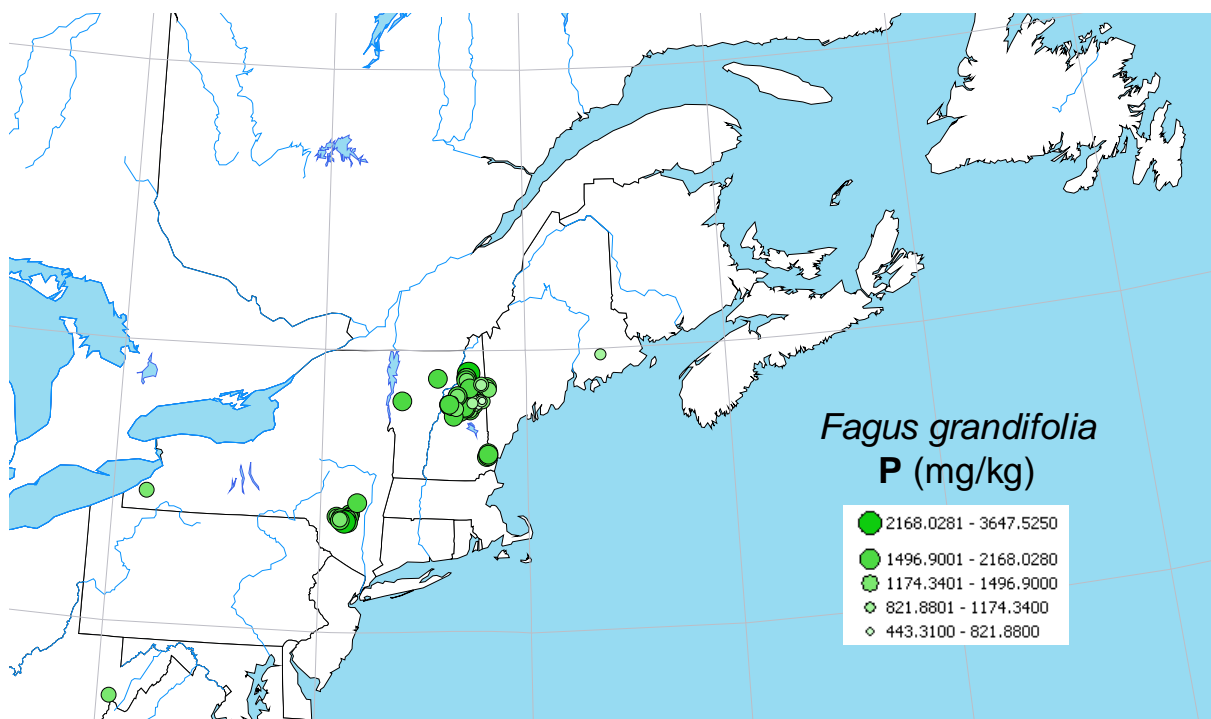 Fagus grandifolia
P (mg/kg)
2168.0281 - 3647.5250
1496.9001 - 2168.0280
1174.3401 - 1496.9000
821.8801 - 1174.3400
443.3100 - 821.8800